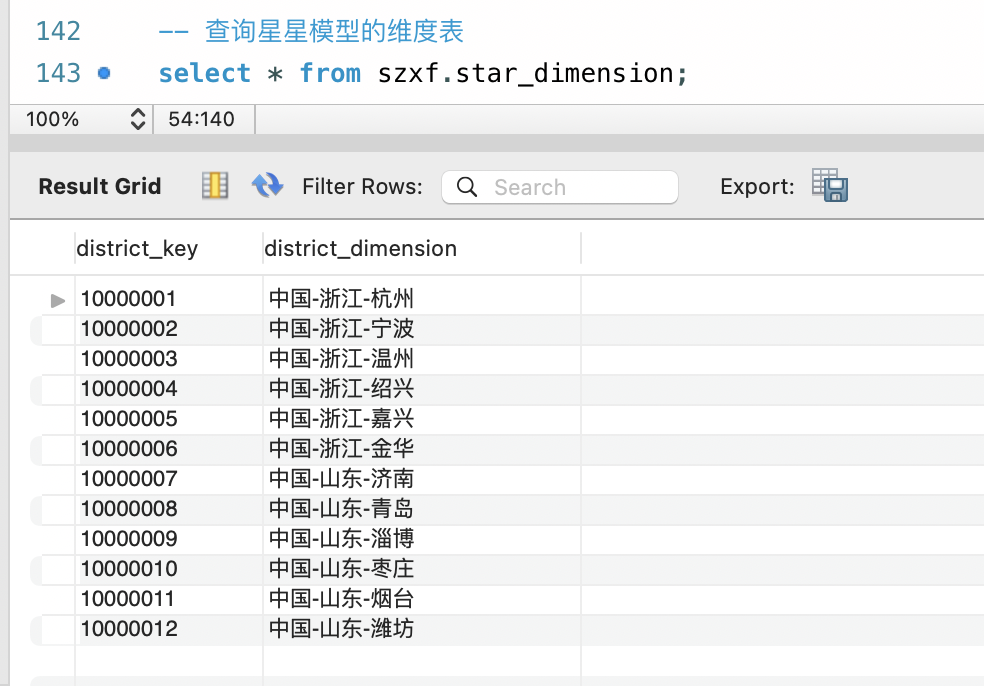 142 -- 查询星星模型的维度表
143 select * from szxf.star_dimension;
100% 54:140
Result Grid Filter Rows: Search Export:
district_key district_dimension
10000001 中国-浙江-杭州
10000002 中国-浙江-宁波
10000003 中国-浙江-温州
10000004 中国-浙江-绍兴
10000005 中国-浙江-嘉兴
10000006 中国-浙江-金华
10000007 中国-山东-济南
10000008 中国-山东-青岛
10000009 中国-山东-淄博
10000010 中国-山东-枣庄
10000011 中国-山东-烟台
10000012 中国-山东-潍坊